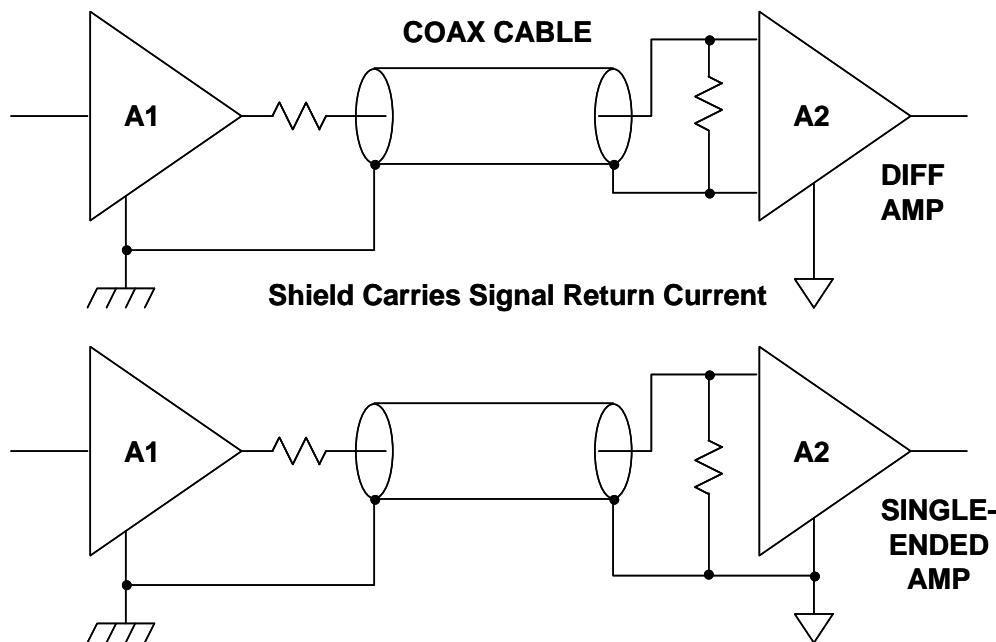 COAX CABLE
A1
A2
DIFF
AMP
Shield Carries Signal Return Current
A1
A2
SINGLE-
ENDED
AMP